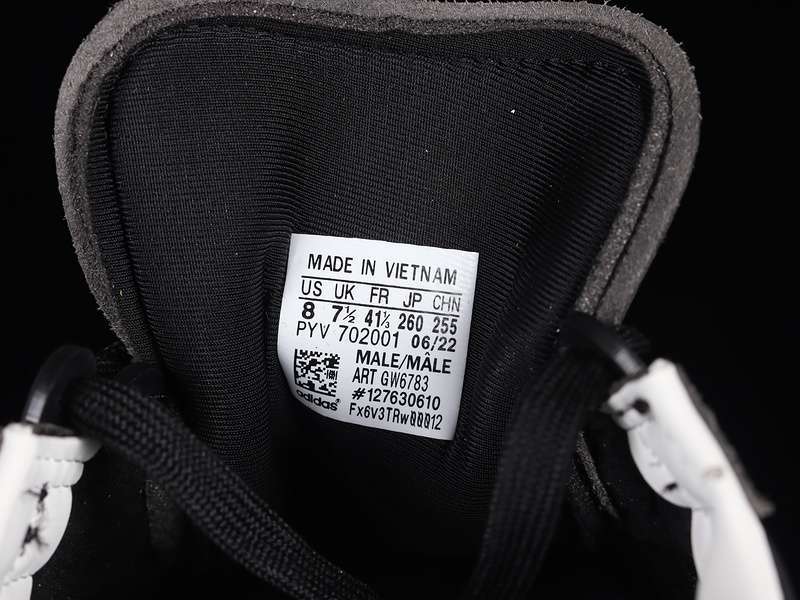 MADE IN VIETNAM
US UK FR JP CHN
8 7½ 41⅓ 260 255
PYV 702001 06/22
MALE/MÂLE
ART GW6783
#127630610
adidas®
Fx6v3TRw00012